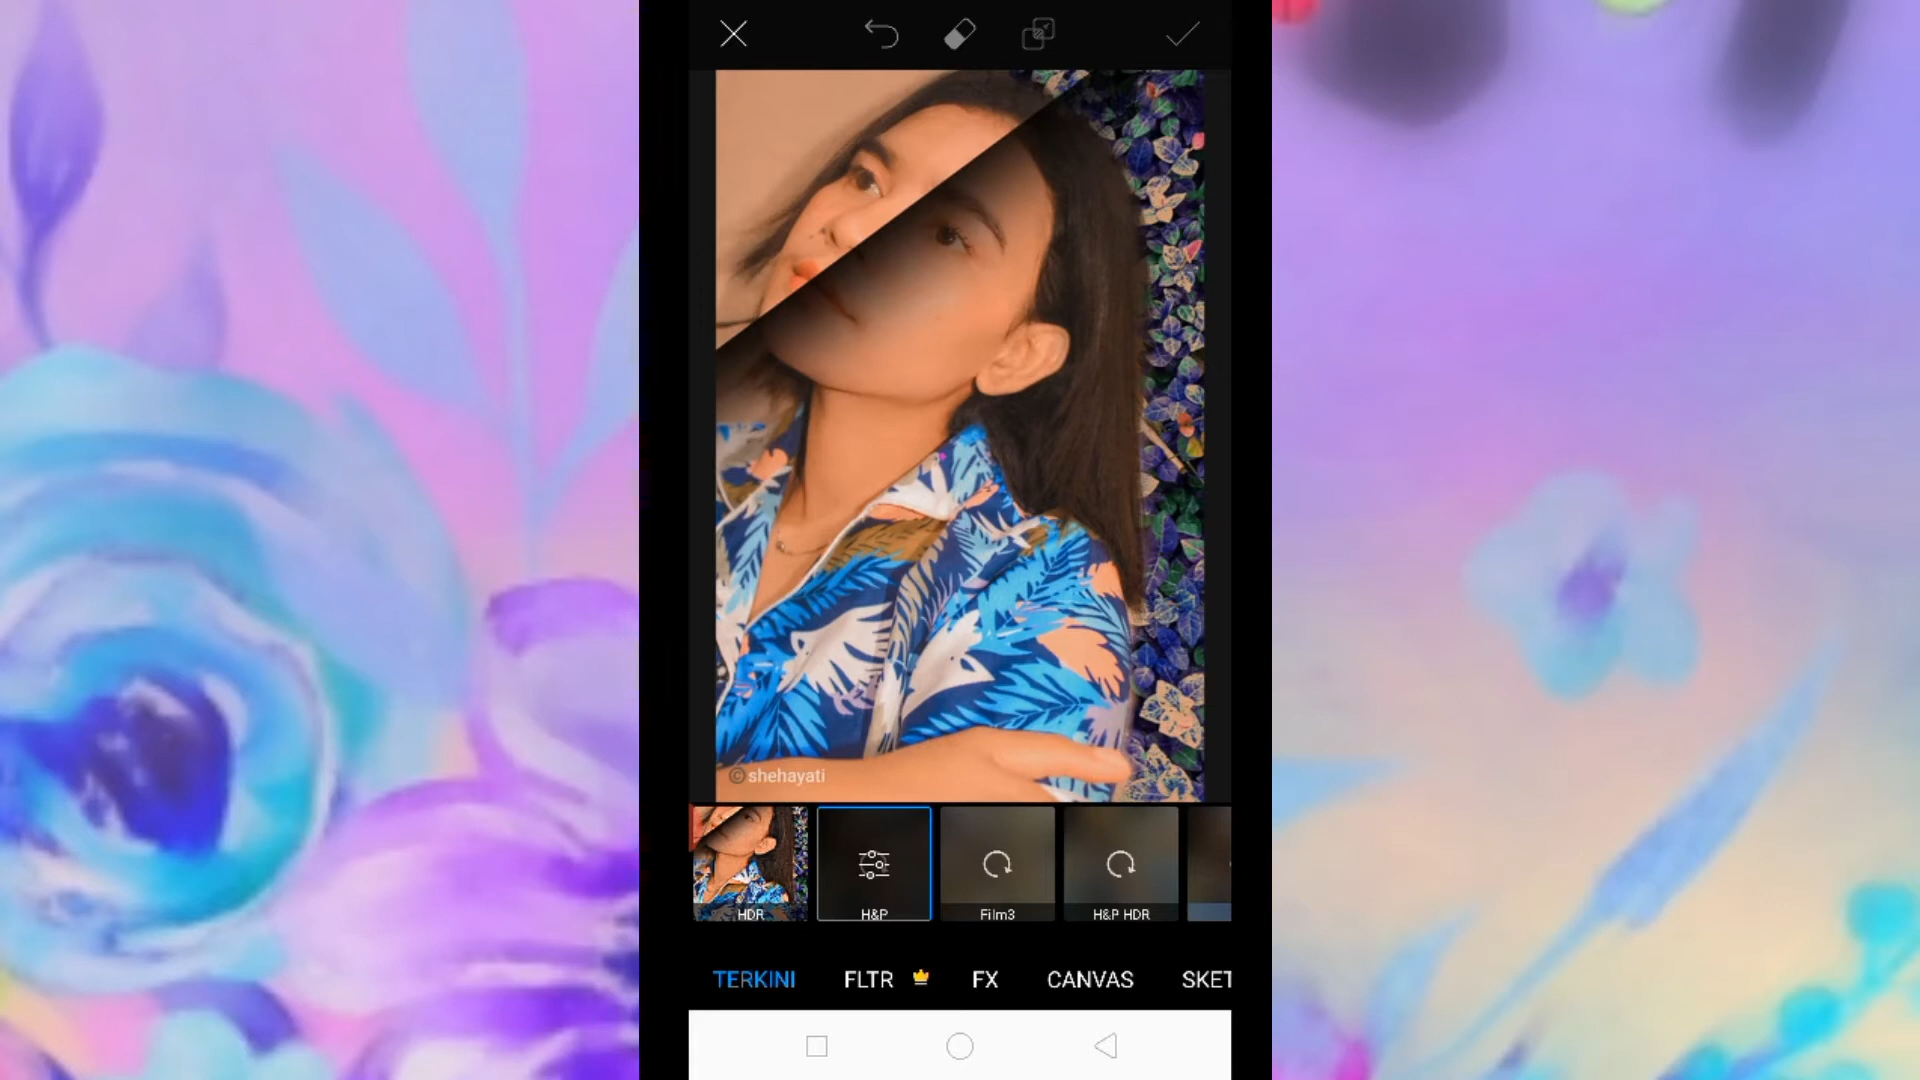 © shehayati
HDR
H&P
Film3
H&P HDR
TERKINI
FLTR
FX
CANVAS
SKET